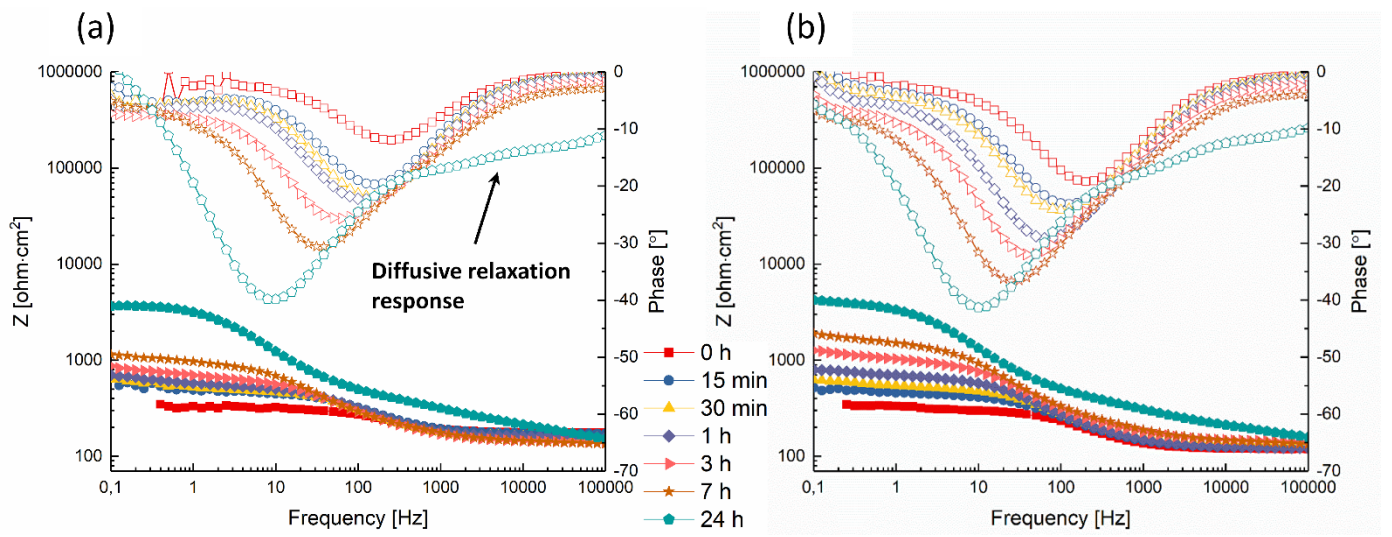 (a)
1000000
100000
10000
1000
100
Z [ohm·cm²]
0,1
1
10
100
1000
10000
100000
Frequency [Hz]
0
-10
-20
-30
-40
-50
-60
-70
Phase [°]
Diffusive relaxation
response
0 h
15 min
30 min
1 h
3 h
7 h
24 h
(b)
1000000
100000
10000
1000
100
Z [ohm·cm²]
0,1
1
10
100
1000
10000
100000
Frequency [Hz]
0
-10
-20
-30
-40
-50
-60
-70
Phase [°]